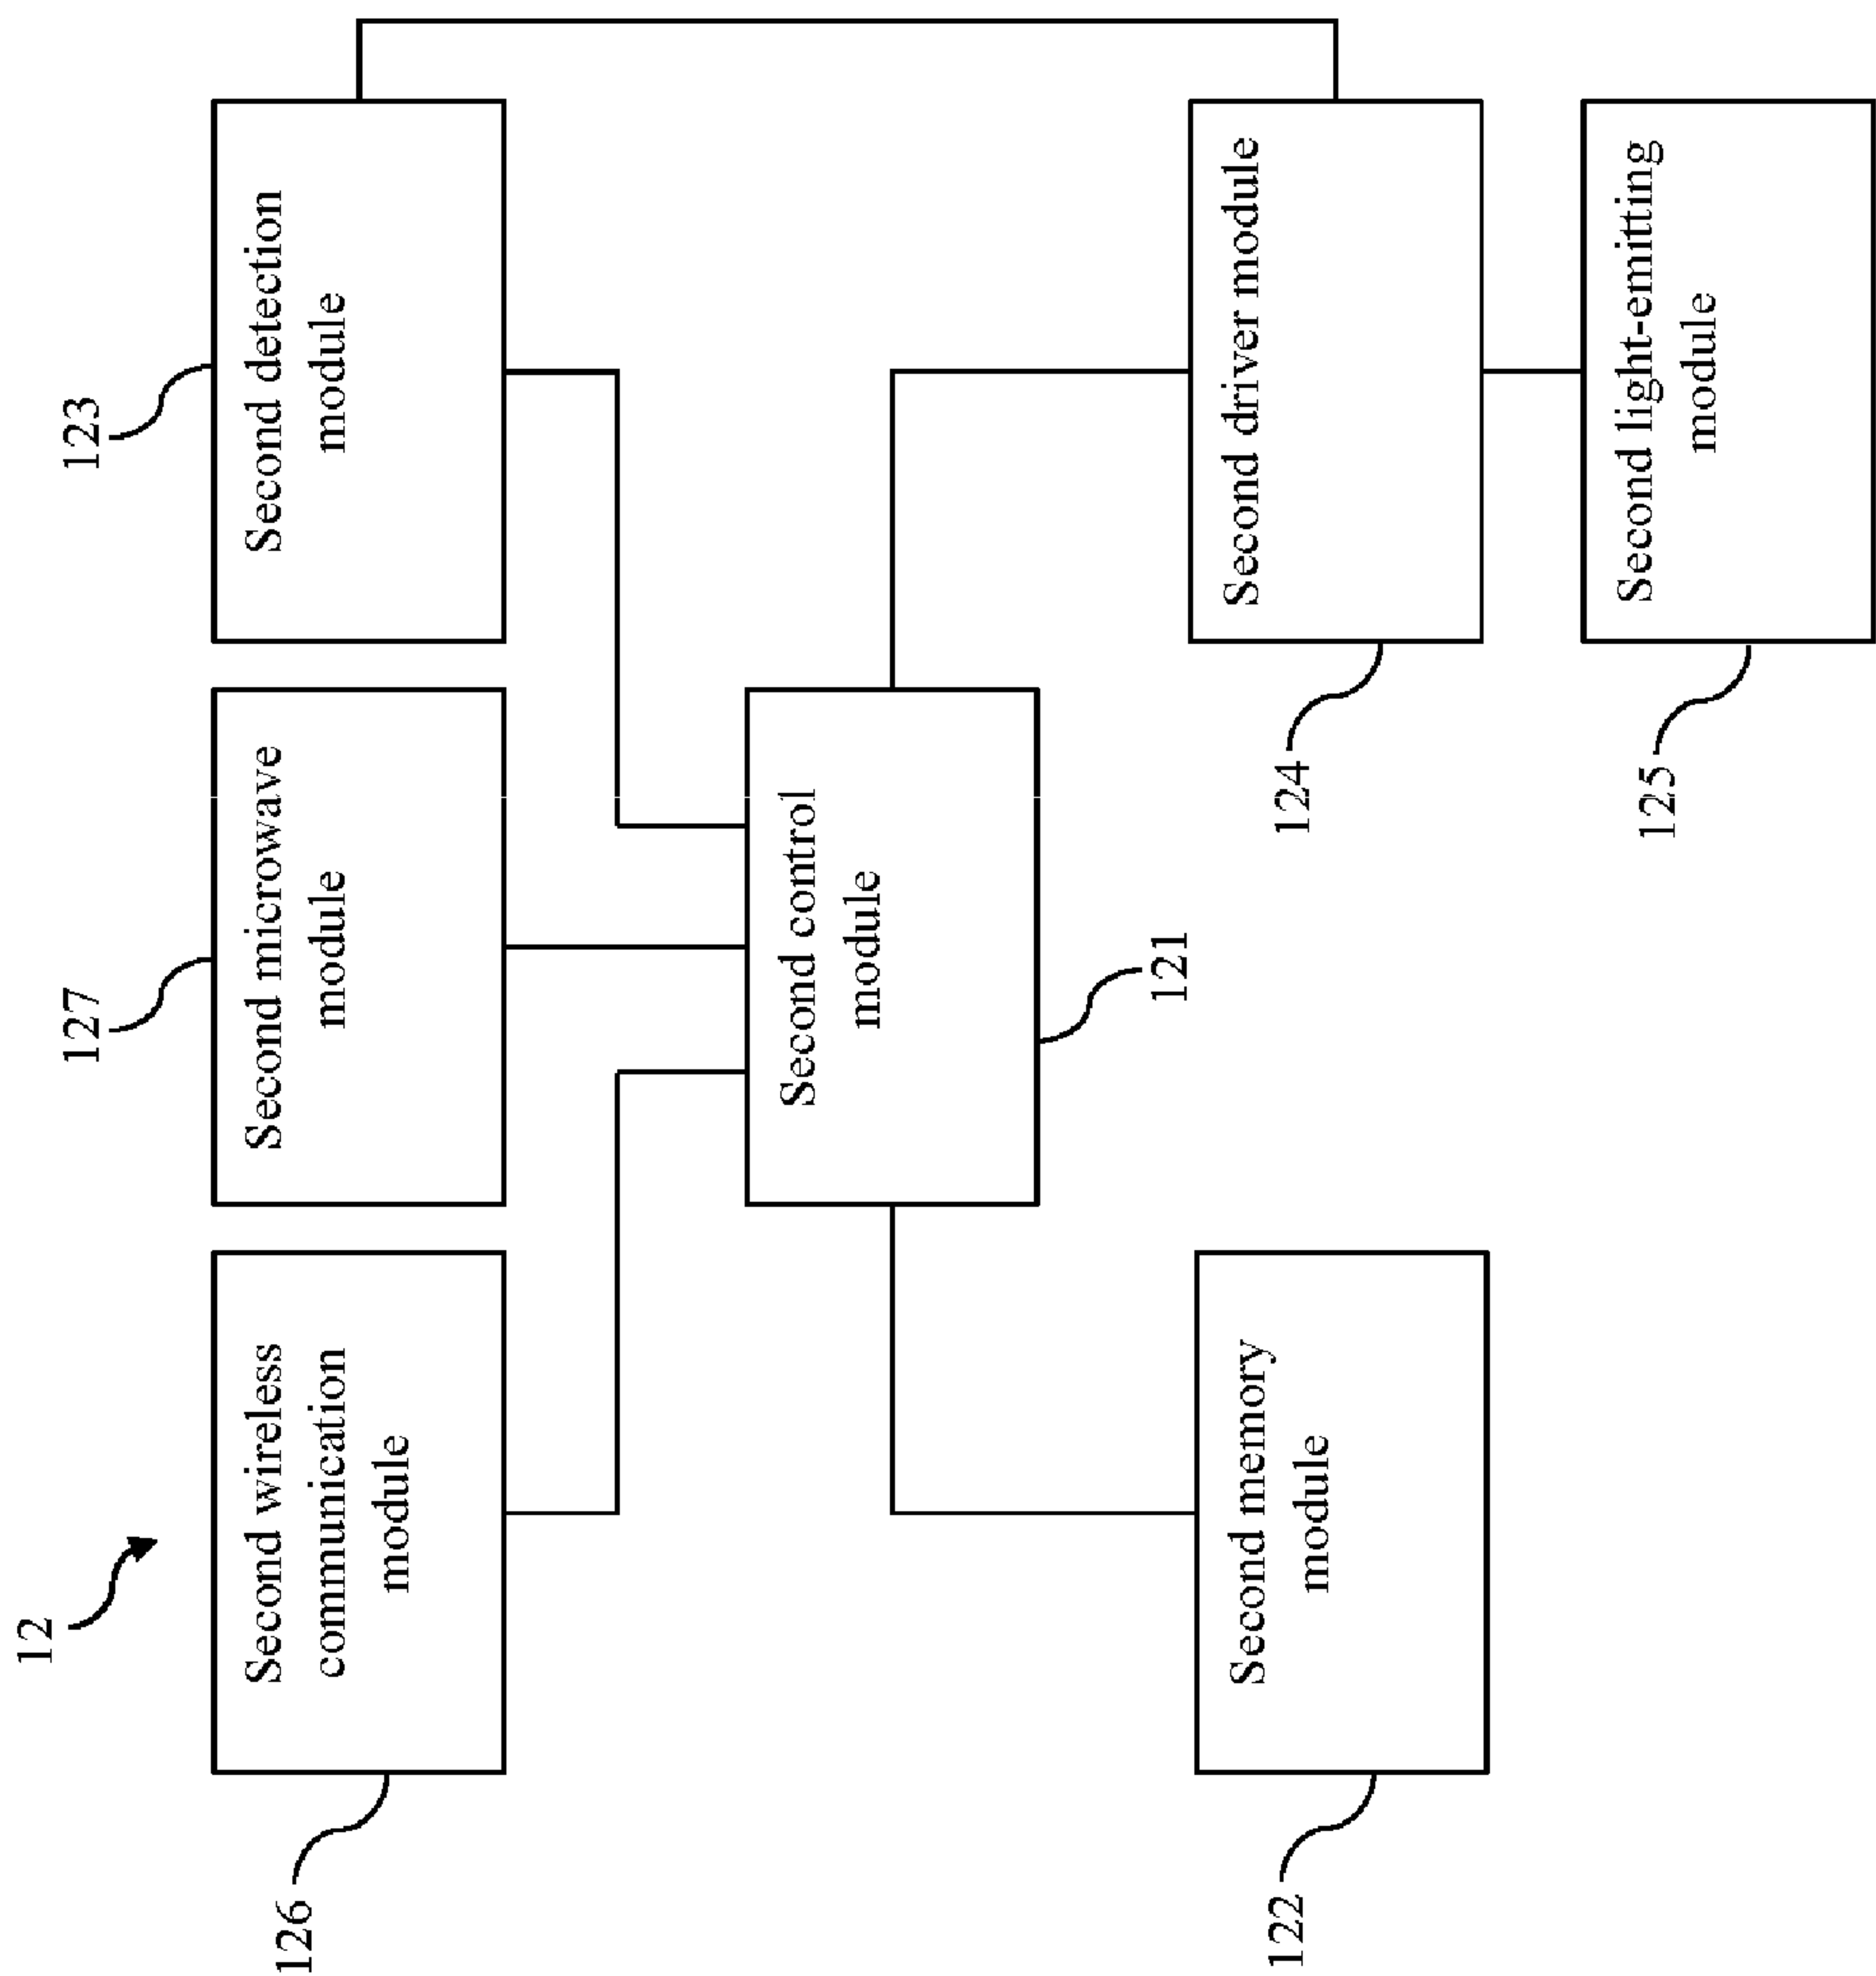 12
126
Second wireless
communication
module
127
Second microwave
module
123
Second detection
module
Second control
module
121
122
Second memory
module
124
Second driver module
125
Second light-emitting
module